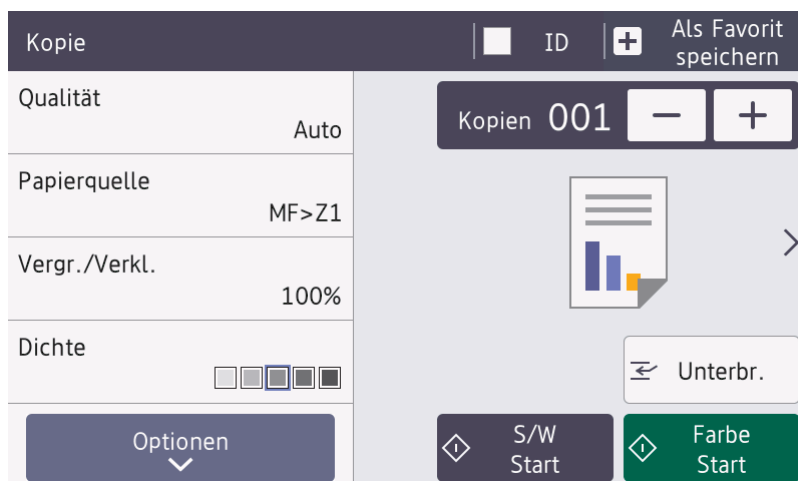 Kopie
ID
Als Favorit
speichern
Qualität
Auto
Kopien 001
Papierquelle
MF>Z1
Vergr./Verkl.
100%
Dichte
Unterbr.
Optionen
S/W
Start
Farbe
Start